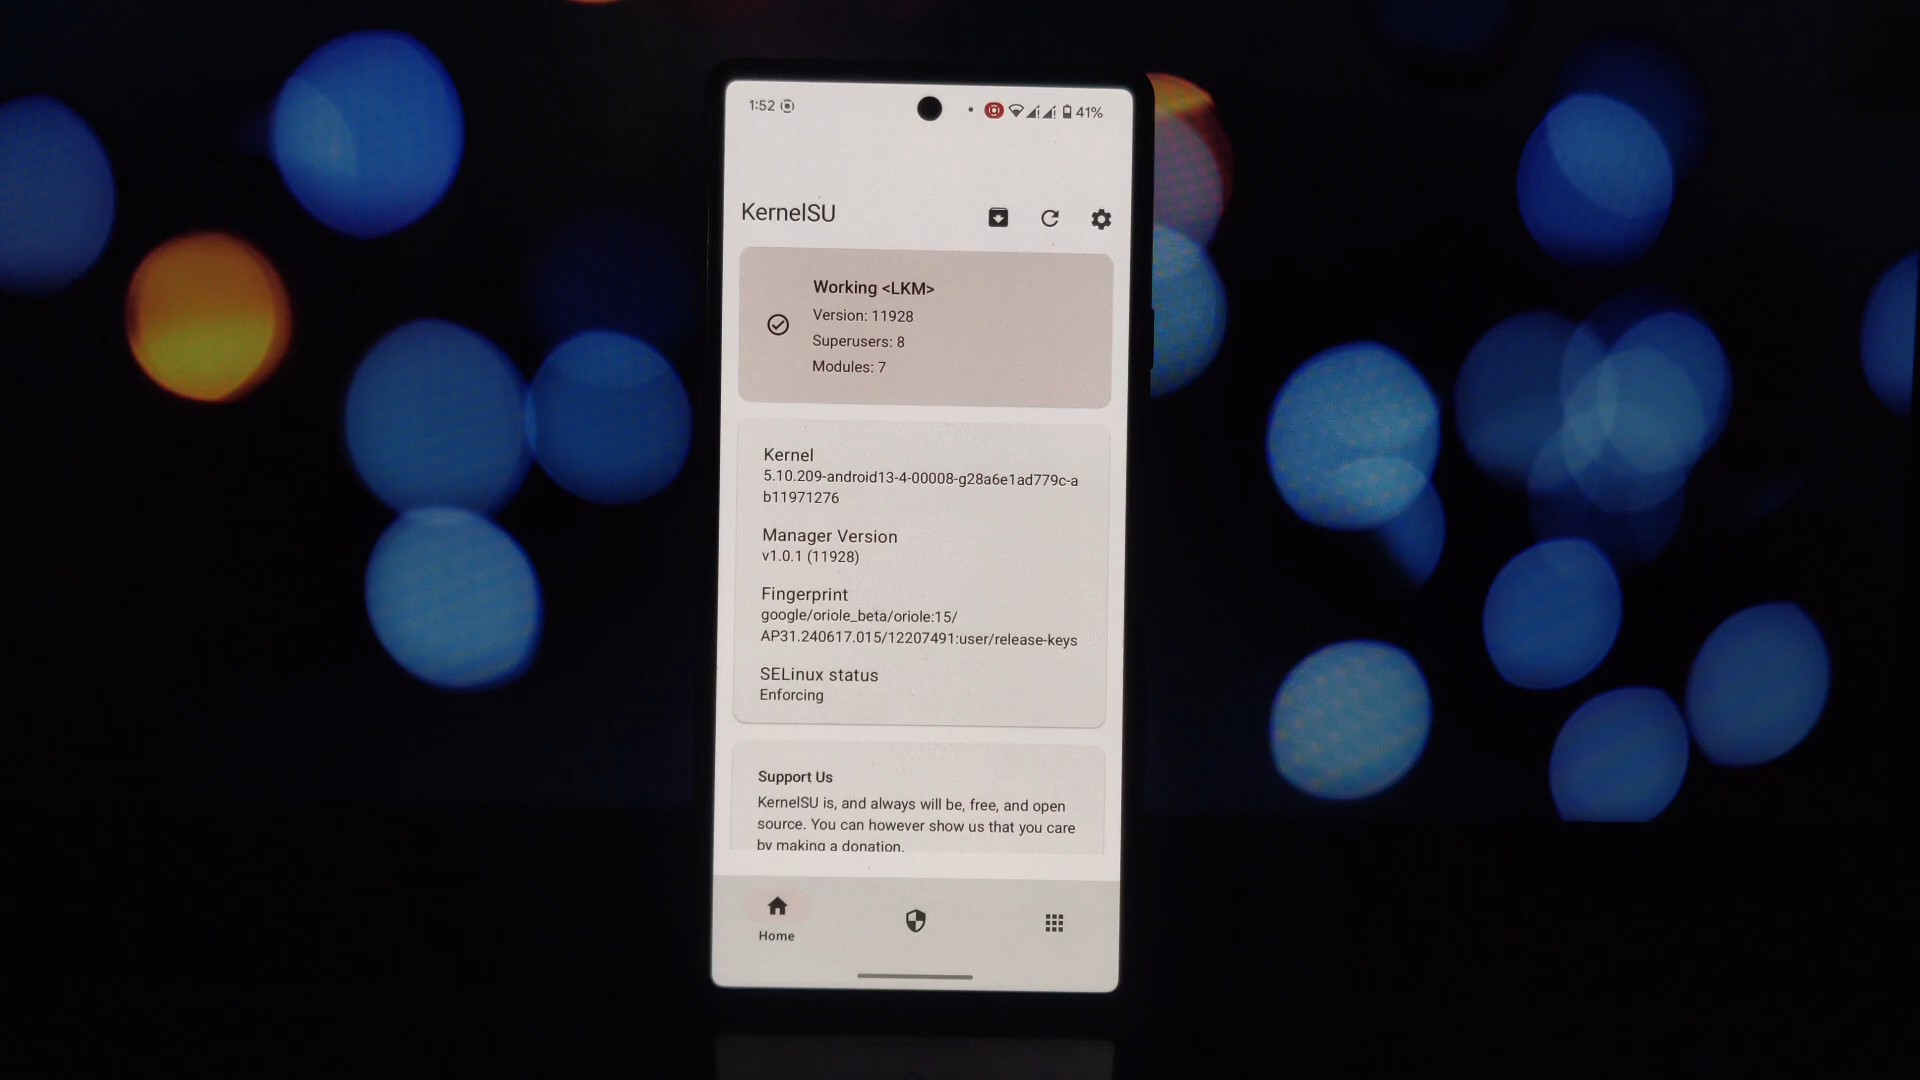 1:52
41%
KernelSU
Working <LKM>
Version: 11928
Superusers: 8
Modules: 7
Kernel
5.10.209-android13-4-00008-g28a6e1ad779c-a
b11971276
Manager Version
v1.0.1 (11928)
Fingerprint
google/oriole_beta/oriole:15/
AP31.240617.015/12207491:user/release-keys
SELinux status
Enforcing
Support Us
KernelSU is, and always will be, free, and open
source. You can however show us that you care
by making a donation.
Home